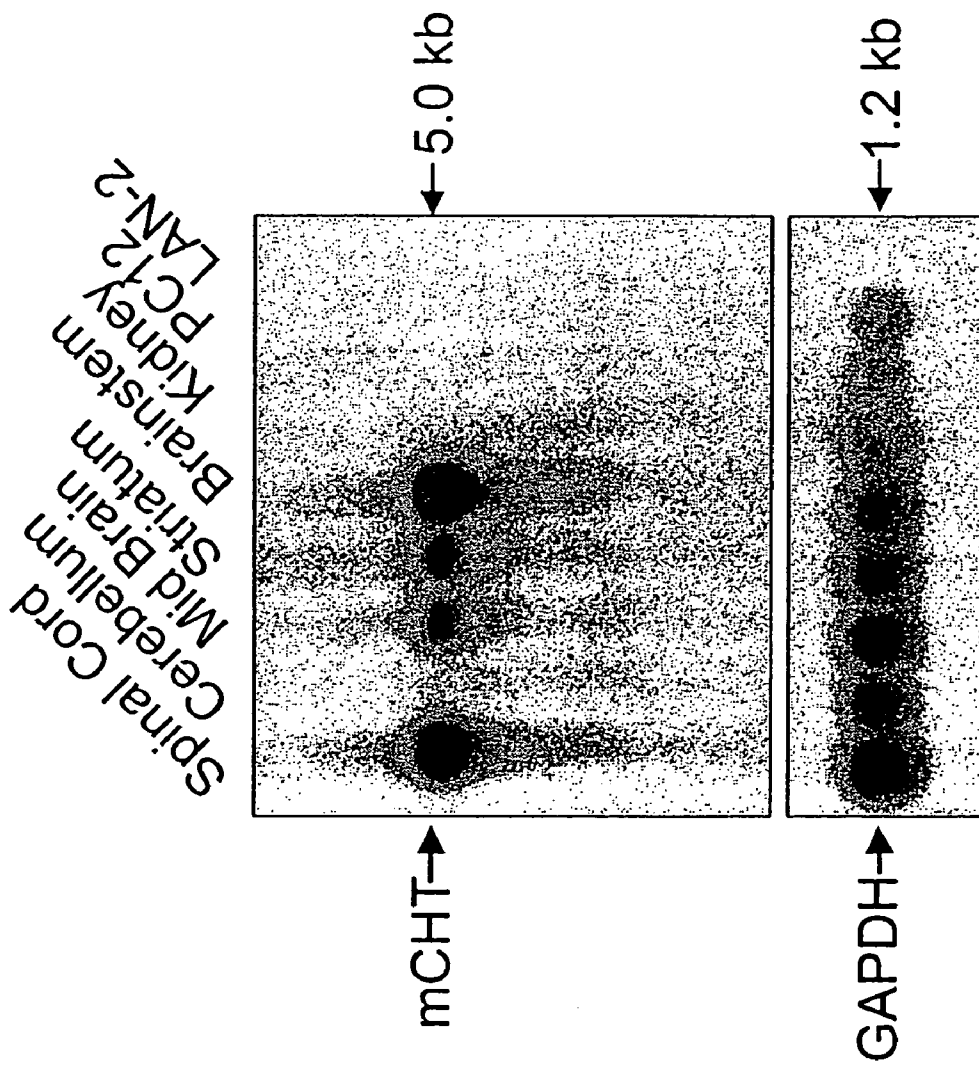 Spinal Cord
Cerebellum
Mid Brain
Striatum
Brainstem
Kidney
PC12
LAN-2
mCHT
5.0 kb
GAPDH
1.2 kb